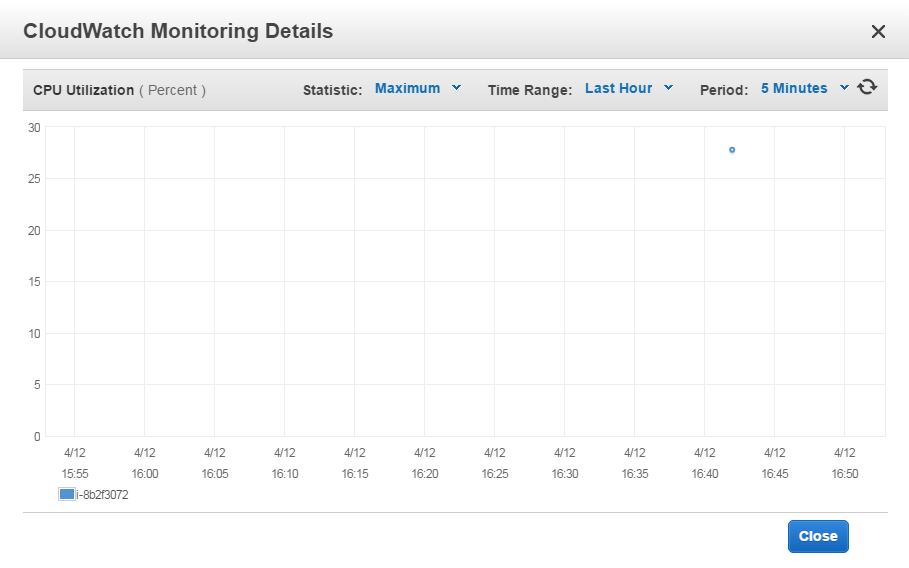 CloudWatch Monitoring Details
CPU Utilization ( Percent ) Statistic: Maximum Time Range: Last Hour Period: 5 Minutes
30
25
20
15
10
5
0
4/12 4/12 4/12 4/12 4/12 4/12 4/12 4/12 4/12 4/12 4/12 4/12
15:55 16:00 16:05 16:10 16:15 16:20 16:25 16:30 16:35 16:40 16:45 16:50
i-8b2f3072
Close